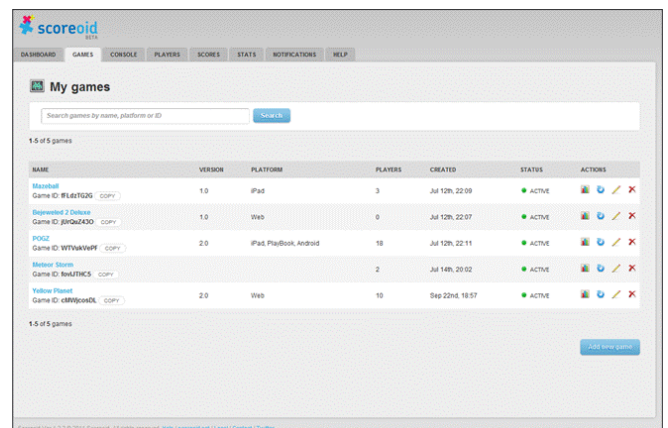 scoreoid
BETA
DASHBOARD GAMES CONSOLE PLAYERS SCORES STATS NOTIFICATIONS HELP
My games
Search games by name, platform or ID Search
1-5 of 5 games
NAME VERSION PLATFORM PLAYERS CREATED STATUS ACTIONS
Mazeball
1.0 iPad 3 Jul 12th, 22:09 ACTIVE
Game ID: COPY
Bejeweled 2 Deluxe
1.0 Web 0 Jul 12th, 22:07 ACTIVE
Game ID: COPY
POGZ
2.0 iPad, PlayBook, Android 18 Jul 12th, 22:11 ACTIVE
Game ID: WTVukVePF COPY
Meteor Storm
2 Jul 14th, 20:02 ACTIVE
Game ID: COPY
Yellow Planet
2.0 Web 10 Sep 22nd, 18:57 ACTIVE
Game ID: cMWjcosDL COPY
1-5 of 5 games
Add new game